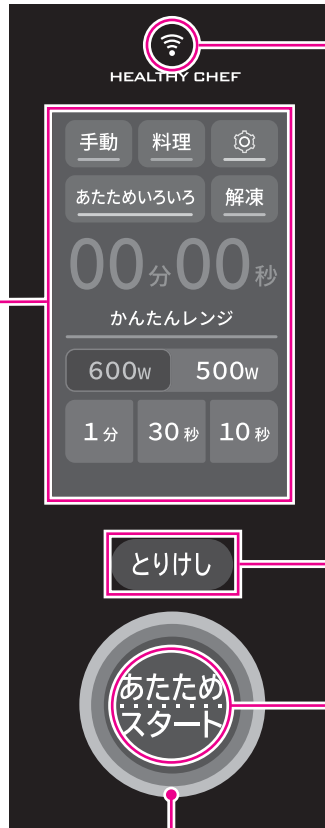 HEALTHY CHEF
手動 料理
あたためいろいろ 解凍
00分00秒
かんたんレンジ
600W 500W
1分 30秒 10秒
とりけし
あたため
スタート